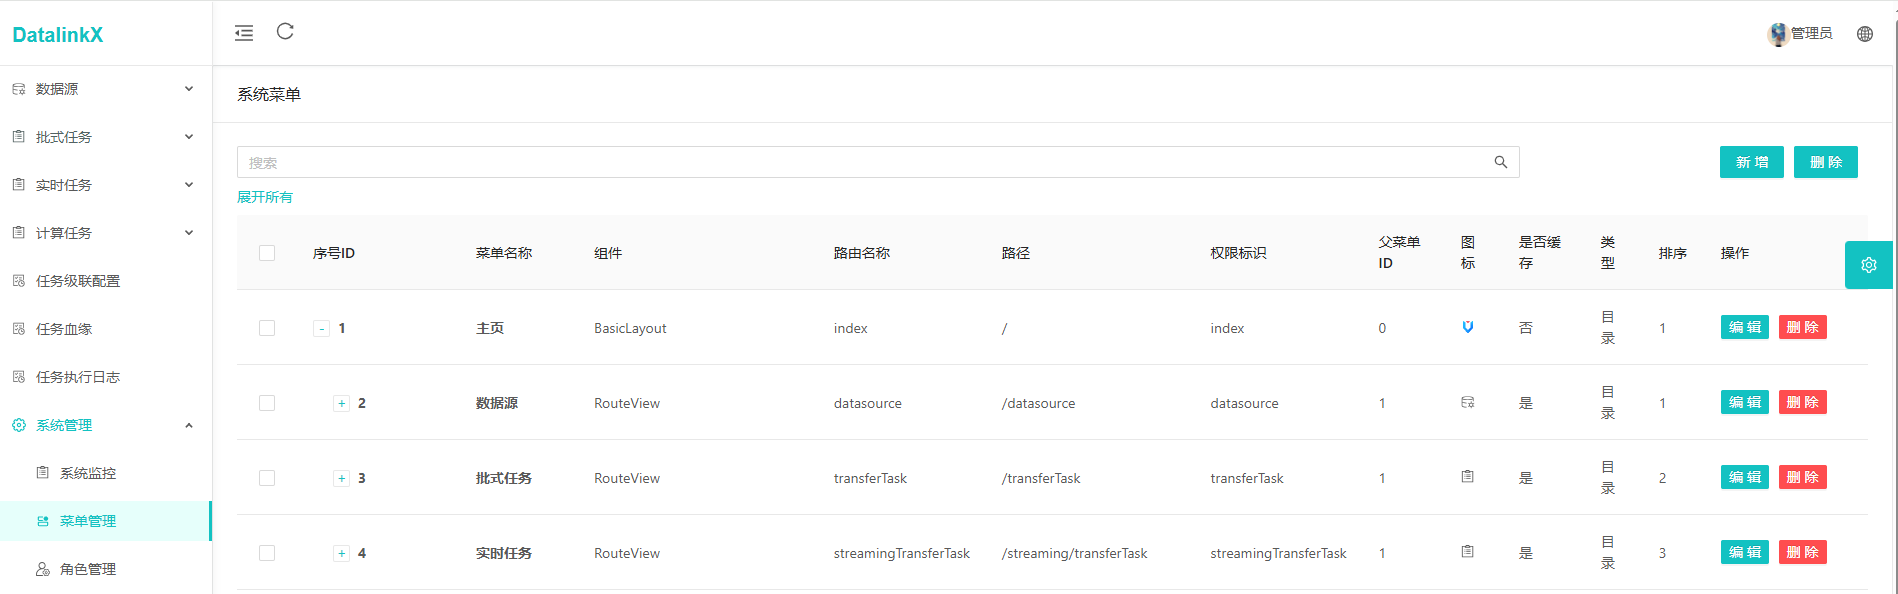 DatalinkX
管理员
数据源
批式任务
实时任务
计算任务
任务级联配置
任务血缘
任务执行日志
系统管理
系统监控
菜单管理
角色管理
系统菜单
搜索
新 增 删 除
展开所有
序号ID 菜单名称 组件 路由名称 路径 权限标识 父菜单ID 图标 是否缓存 类型 排序 操作
- 1 主页 BasicLayout index / index 0 否 目录 1 编 辑 删 除
+ 2 数据源 RouteView datasource /datasource datasource 1 是 目录 1 编 辑 删 除
+ 3 批式任务 RouteView transferTask /transferTask transferTask 1 是 目录 2 编 辑 删 除
+ 4 实时任务 RouteView streamingTransferTask /streaming/transferTask streamingTransferTask 1 是 目录 3 编 辑 删 除